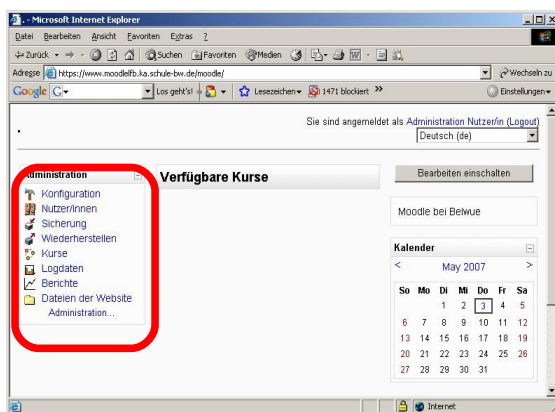 . - Microsoft Internet Explorer
Datei Bearbeiten Ansicht Favoriten Extras ?
Zurück Suchen Favoriten Medien
Adresse https://www.moodlefb.ka.schule-bw.de/moodle/ Wechseln zu
Google G Los geht's! Lesezeichen 1471 blockiert >> Einstellungen
Sie sind angemeldet als Administration Nutzer/in (Logout)
.
Deutsch (de)
Administration
Konfiguration
Nutzer/innen
Sicherung
Wiederherstellen
Kurse
Logdaten
Berichte
Dateien der Website
Administration...
Verfügbare Kurse
Bearbeiten einschalten
Moodle bei Belwue
Kalender
< May 2007 >
So Mo Di Mi Do Fr Sa
1 2 3 4 5
6 7 8 9 10 11 12
13 14 15 16 17 18 19
20 21 22 23 24 25 26
27 28 29 30 31
Internet